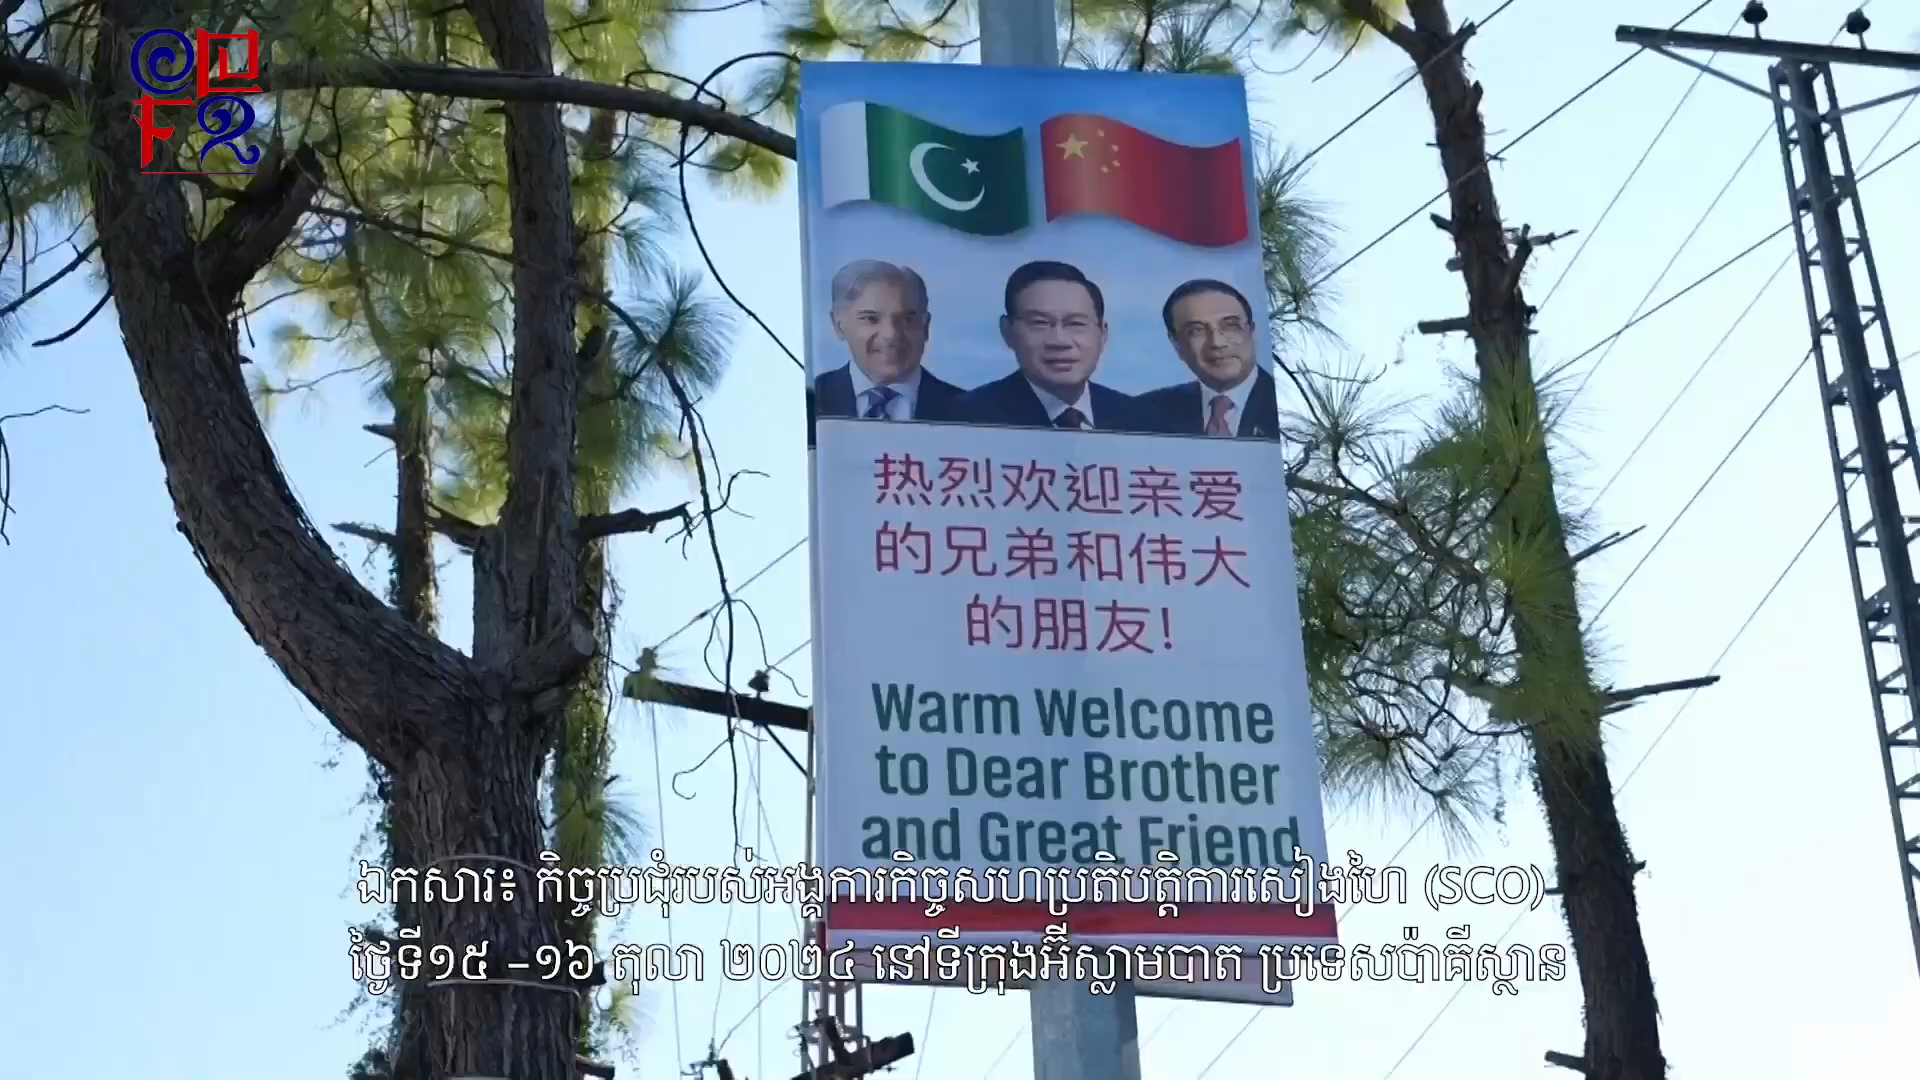 热烈欢迎亲爱
的兄弟和伟大
的朋友!
Warm Welcome
to Dear Brother
and Great Friend
ឯកសារ៖ កិច្ចប្រជុំរបស់អង្គការកិច្ចសហប្រតិបត្តិការសៀងហៃ (SCO)
ថ្ងៃទី១៥ -១៦ តុលា ២០២៤ នៅទីក្រុងអ៊ីស្លាមបាត ប្រទេសប៉ាគីស្ថាន